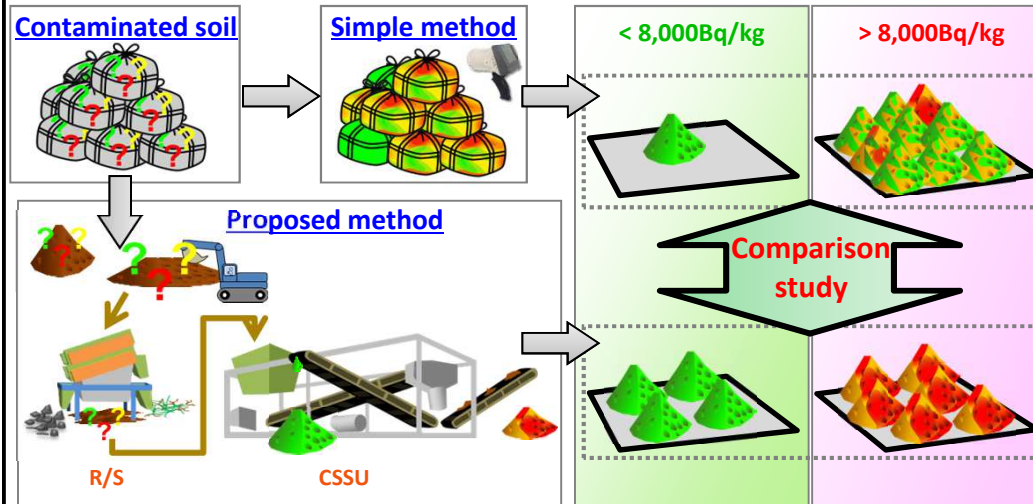 Contaminated soil
Simple method
< 8,000Bq/kg
> 8,000Bq/kg
? ? ?
? ? ?
? ? ?
? ? ?
? ? ?
? ? ?
Proposed method
? ? ?
? ? ?
? ? ?
R/S
CSSU
Comparison
study